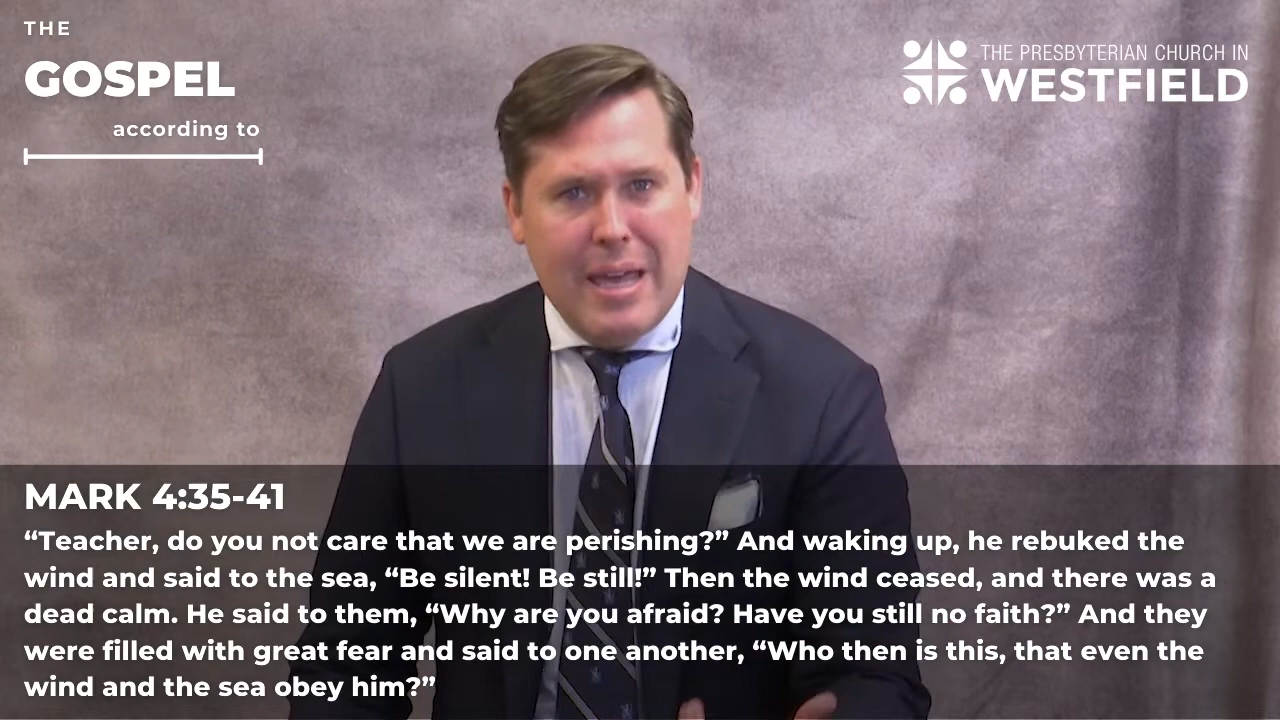 THE
GOSPEL
according to
THE PRESBYTERIAN CHURCH IN
WESTFIELD
MARK 4:35-41
“Teacher, do you not care that we are perishing?” And waking up, he rebuked the
wind and said to the sea, “Be silent! Be still!” Then the wind ceased, and there was a
dead calm. He said to them, “Why are you afraid? Have you still no faith?” And they
were filled with great fear and said to one another, “Who then is this, that even the
wind and the sea obey him?”